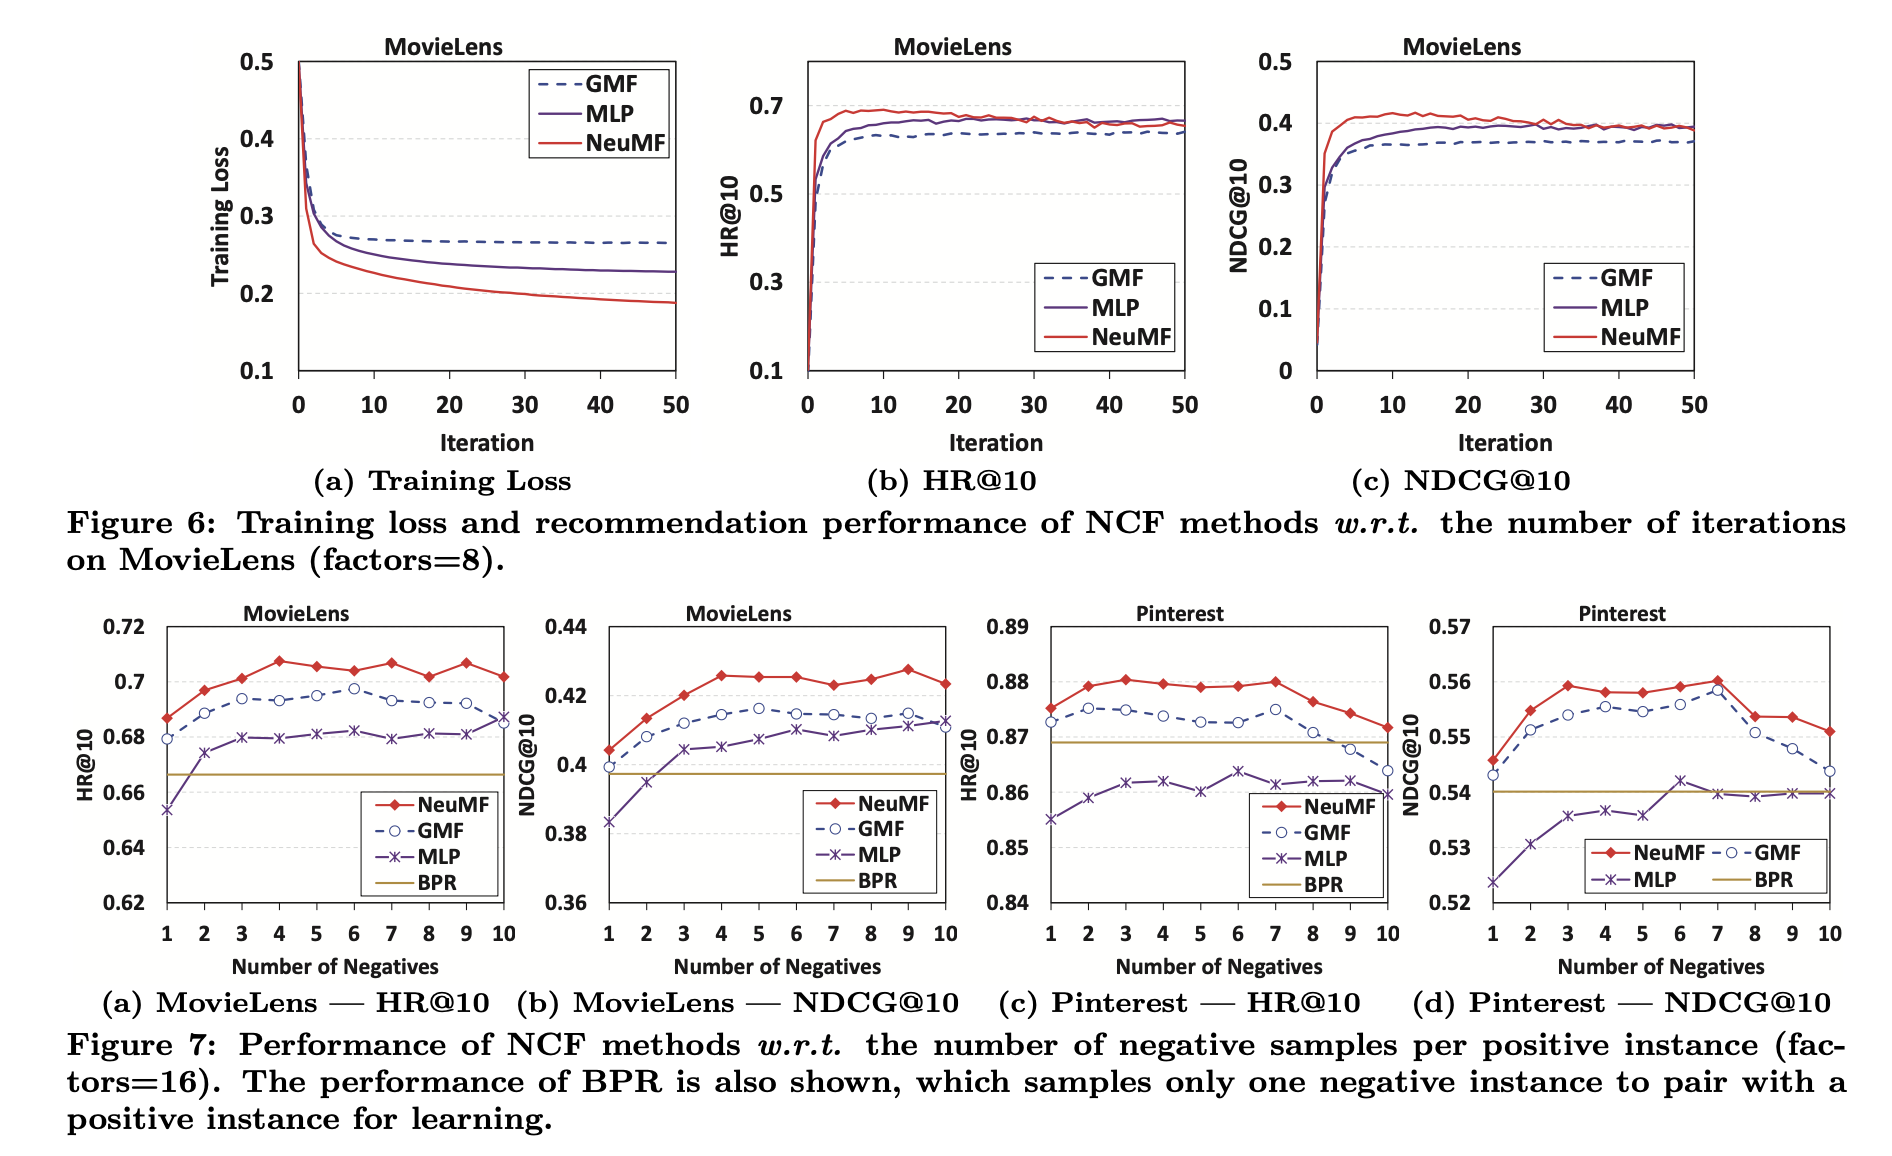 MovieLens
0.5
0.4
0.3
0.2
0.1
Training Loss
GMF
MLP
NeuMF
0 10 20 30 40 50
Iteration
(a) Training Loss
MovieLens
0.7
0.5
0.3
0.1
HR@10
GMF
MLP
NeuMF
0 10 20 30 40 50
Iteration
(b) HR@10
MovieLens
0.5
0.4
0.3
0.2
0.1
0
NDCG@10
GMF
MLP
NeuMF
0 10 20 30 40 50
Iteration
(c) NDCG@10
Figure 6: Training loss and recommendation performance of NCF methods w.r.t. the number of iterations
on MovieLens (factors=8).
MovieLens
0.72
0.7
0.68
0.66
0.64
0.62
HR@10
NeuMF
GMF
MLP
BPR
1 2 3 4 5 6 7 8 9 10
Number of Negatives
(a) MovieLens — HR@10
MovieLens
0.44
0.42
0.4
0.38
0.36
NDCG@10
NeuMF
GMF
MLP
BPR
1 2 3 4 5 6 7 8 9 10
Number of Negatives
(b) MovieLens — NDCG@10
Pinterest
0.89
0.88
0.87
0.86
0.85
0.84
HR@10
NeuMF
GMF
MLP
BPR
1 2 3 4 5 6 7 8 9 10
Number of Negatives
(c) Pinterest — HR@10
Pinterest
0.57
0.56
0.55
0.54
0.53
0.52
NDCG@10
NeuMF GMF
MLP BPR
1 2 3 4 5 6 7 8 9 10
Number of Negatives
(d) Pinterest — NDCG@10
Figure 7: Performance of NCF methods w.r.t. the number of negative samples per positive instance (fac-
tors=16). The performance of BPR is also shown, which samples only one negative instance to pair with a
positive instance for learning.